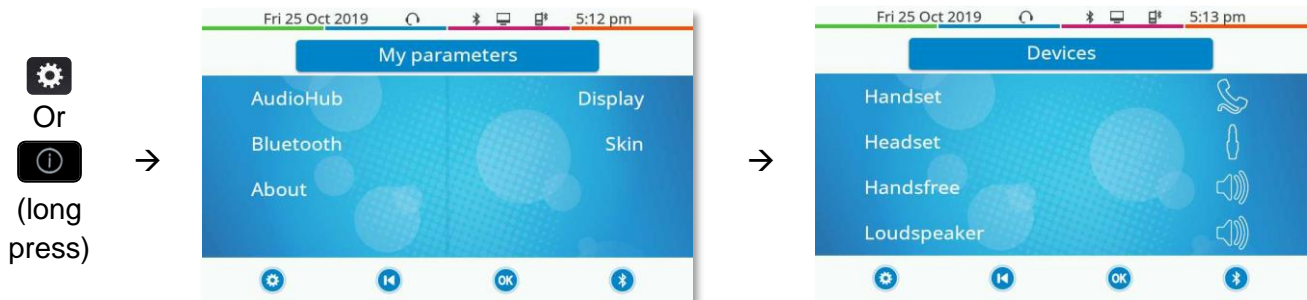 Or
(long
press)
→
Fri 25 Oct 2019 5:12 pm
My parameters
AudioHub Display
Bluetooth Skin
About
OK
→
Fri 25 Oct 2019 5:13 pm
Devices
Handset
Headset
Handsfree
Loudspeaker
OK